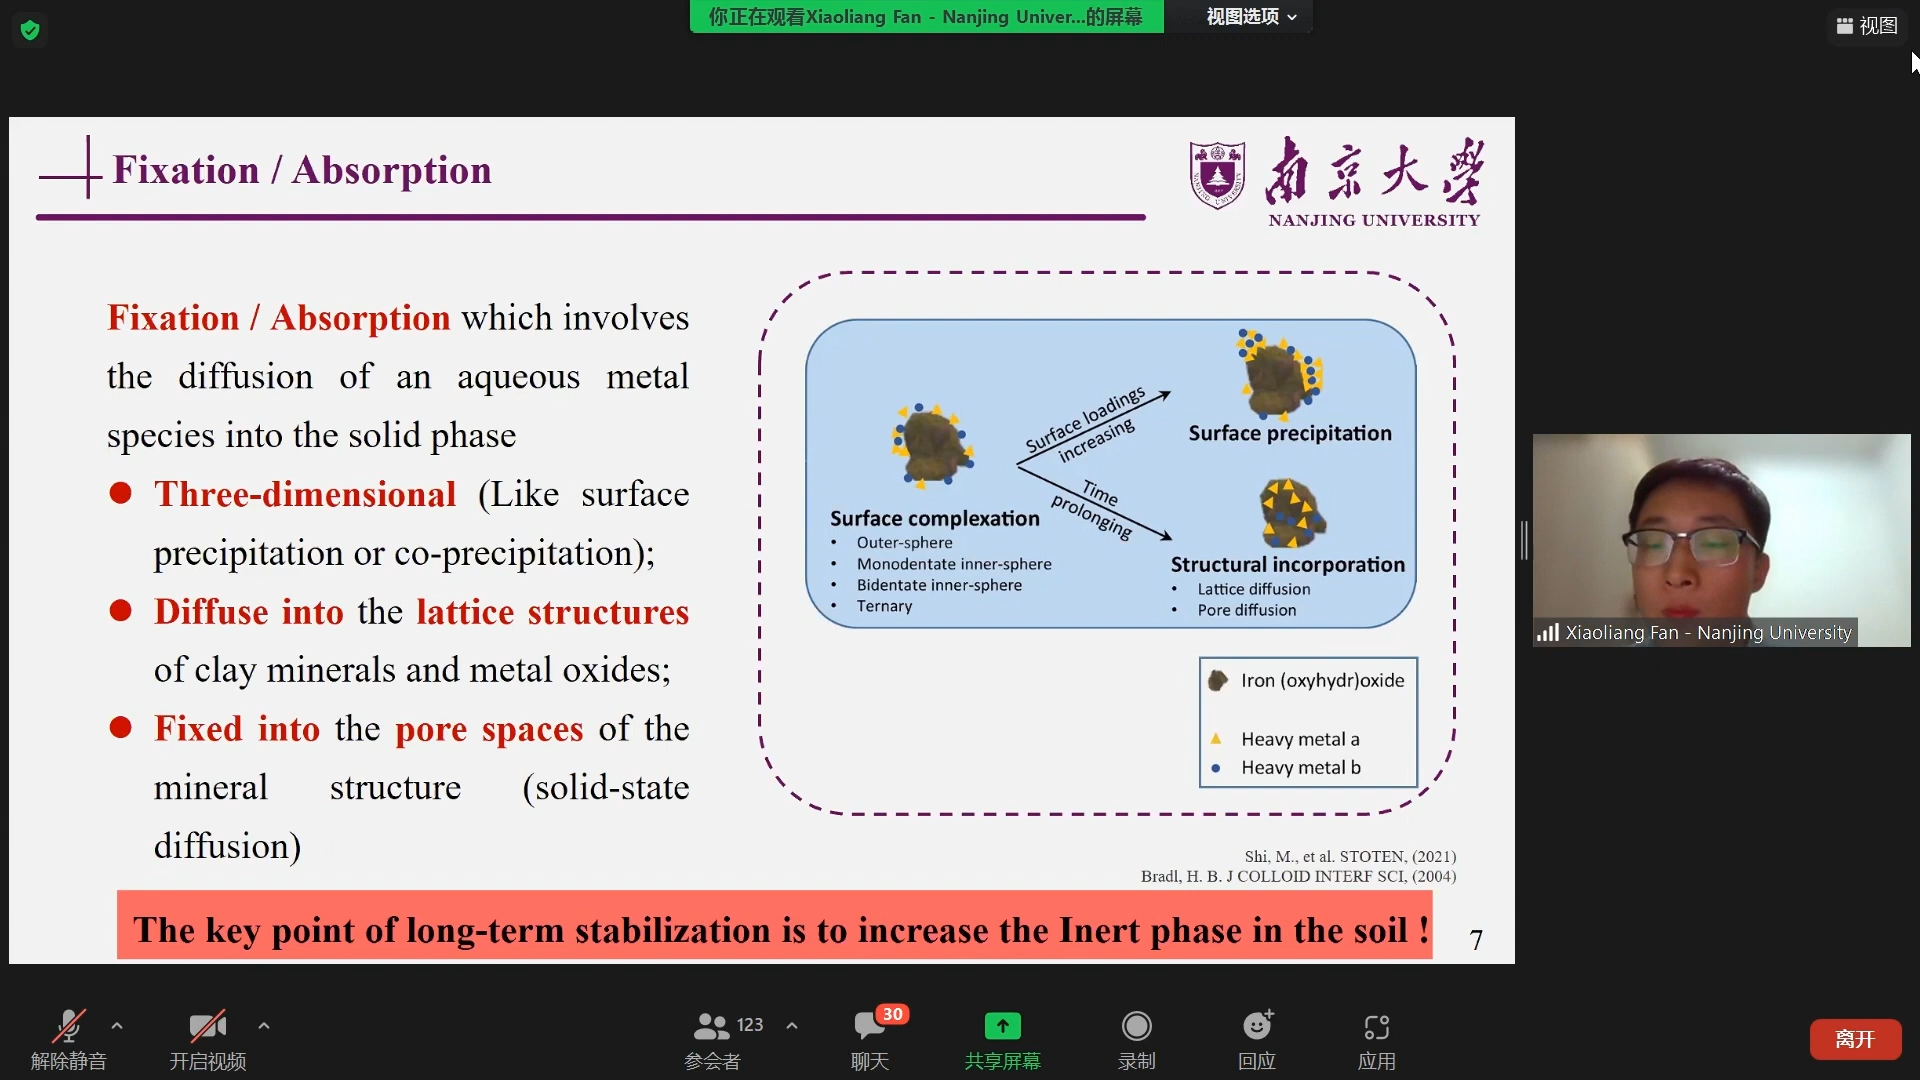 你正在观看Xiaoliang Fan - Nanjing Univer...的屏幕
视图选项
视图
Fixation / Absorption
南京大學
NANJING UNIVERSITY
Fixation / Absorption which involves
the diffusion of an aqueous metal
species into the solid phase
Three-dimensional (Like surface
precipitation or co-precipitation);
Diffuse into the lattice structures
of clay minerals and metal oxides;
Fixed into the pore spaces of the
mineral structure (solid-state
diffusion)
Surface loadings
increasing
Surface precipitation
Time
prolonging
Surface complexation
• Outer-sphere
• Monodentate inner-sphere
• Bidentate inner-sphere
• Ternary
Structural incorporation
• Lattice diffusion
• Pore diffusion
Iron (oxyhydr)oxide
Heavy metal a
Heavy metal b
Shi, M., et al. STOTEN, (2021)
Bradl, H. B. J COLLOID INTERF SCI, (2004)
The key point of long-term stabilization is to increase the Inert phase in the soil !
7
Xiaoliang Fan - Nanjing University
解除静音
开启视频
123
参会者
30
聊天
共享屏幕
录制
回应
应用
离开